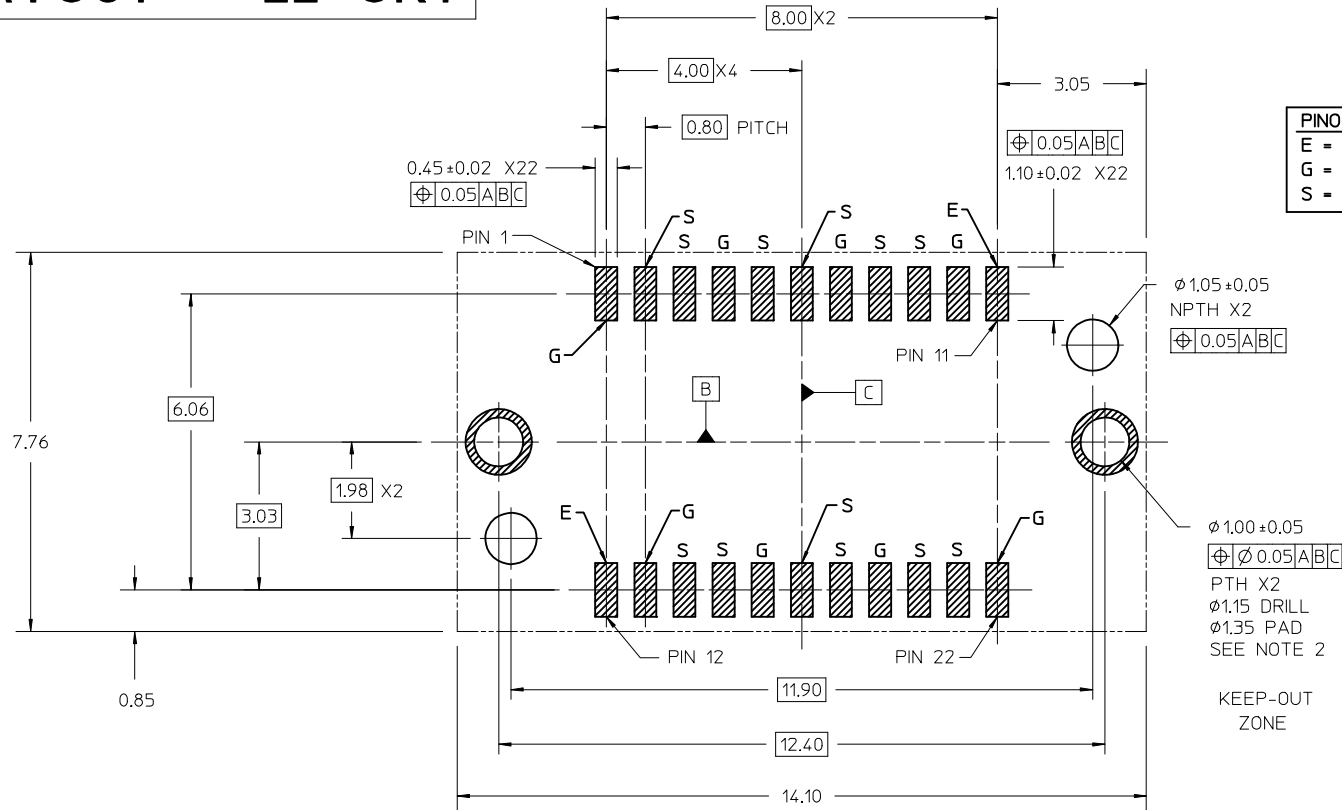 8.00 X2
4.00 X4
3.05
0.80 PITCH
PINO
E =
G =
S =
0.05 A B C
1.10±0.02 X22
0.45±0.02 X22
0.05 A B C
S
S
E
S G S
G S S G
PIN 1
Ø1.05±0.05
NPTH X2
0.05 A B C
G
PIN 11
B
C
6.06
7.76
1.98 X2
3.03
E
G
S
G
S S G
S G S S
Ø1.00±0.05
Ø0.05 A B C
PTH X2
Ø1.15 DRILL
Ø1.35 PAD
SEE NOTE 2
PIN 12
PIN 22
0.85
11.90
KEEP-OUT
ZONE
12.40
14.10